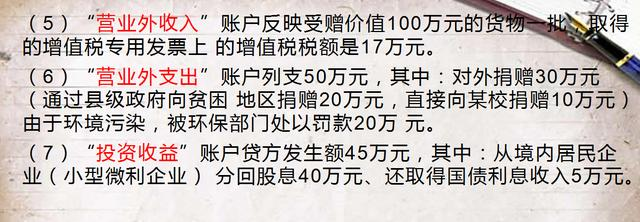 （5）“营业外收入”账户反映受赠价值100万元的货物一批，取得
的增值税专用发票上 的增值税税额是17万元。
（6）“营业外支出”账户列支50万元，其中：对外捐赠30万元
（通过县级政府向贫困 地区捐赠20万元，直接向某校捐赠10万元）
由于环境污染，被环保部门处以罚款20万 元。
（7）“投资收益”账户贷方发生额45万元，其中：从境内居民企
业（小型微利企业） 分回股息40万元、还取得国债利息收入5万元。